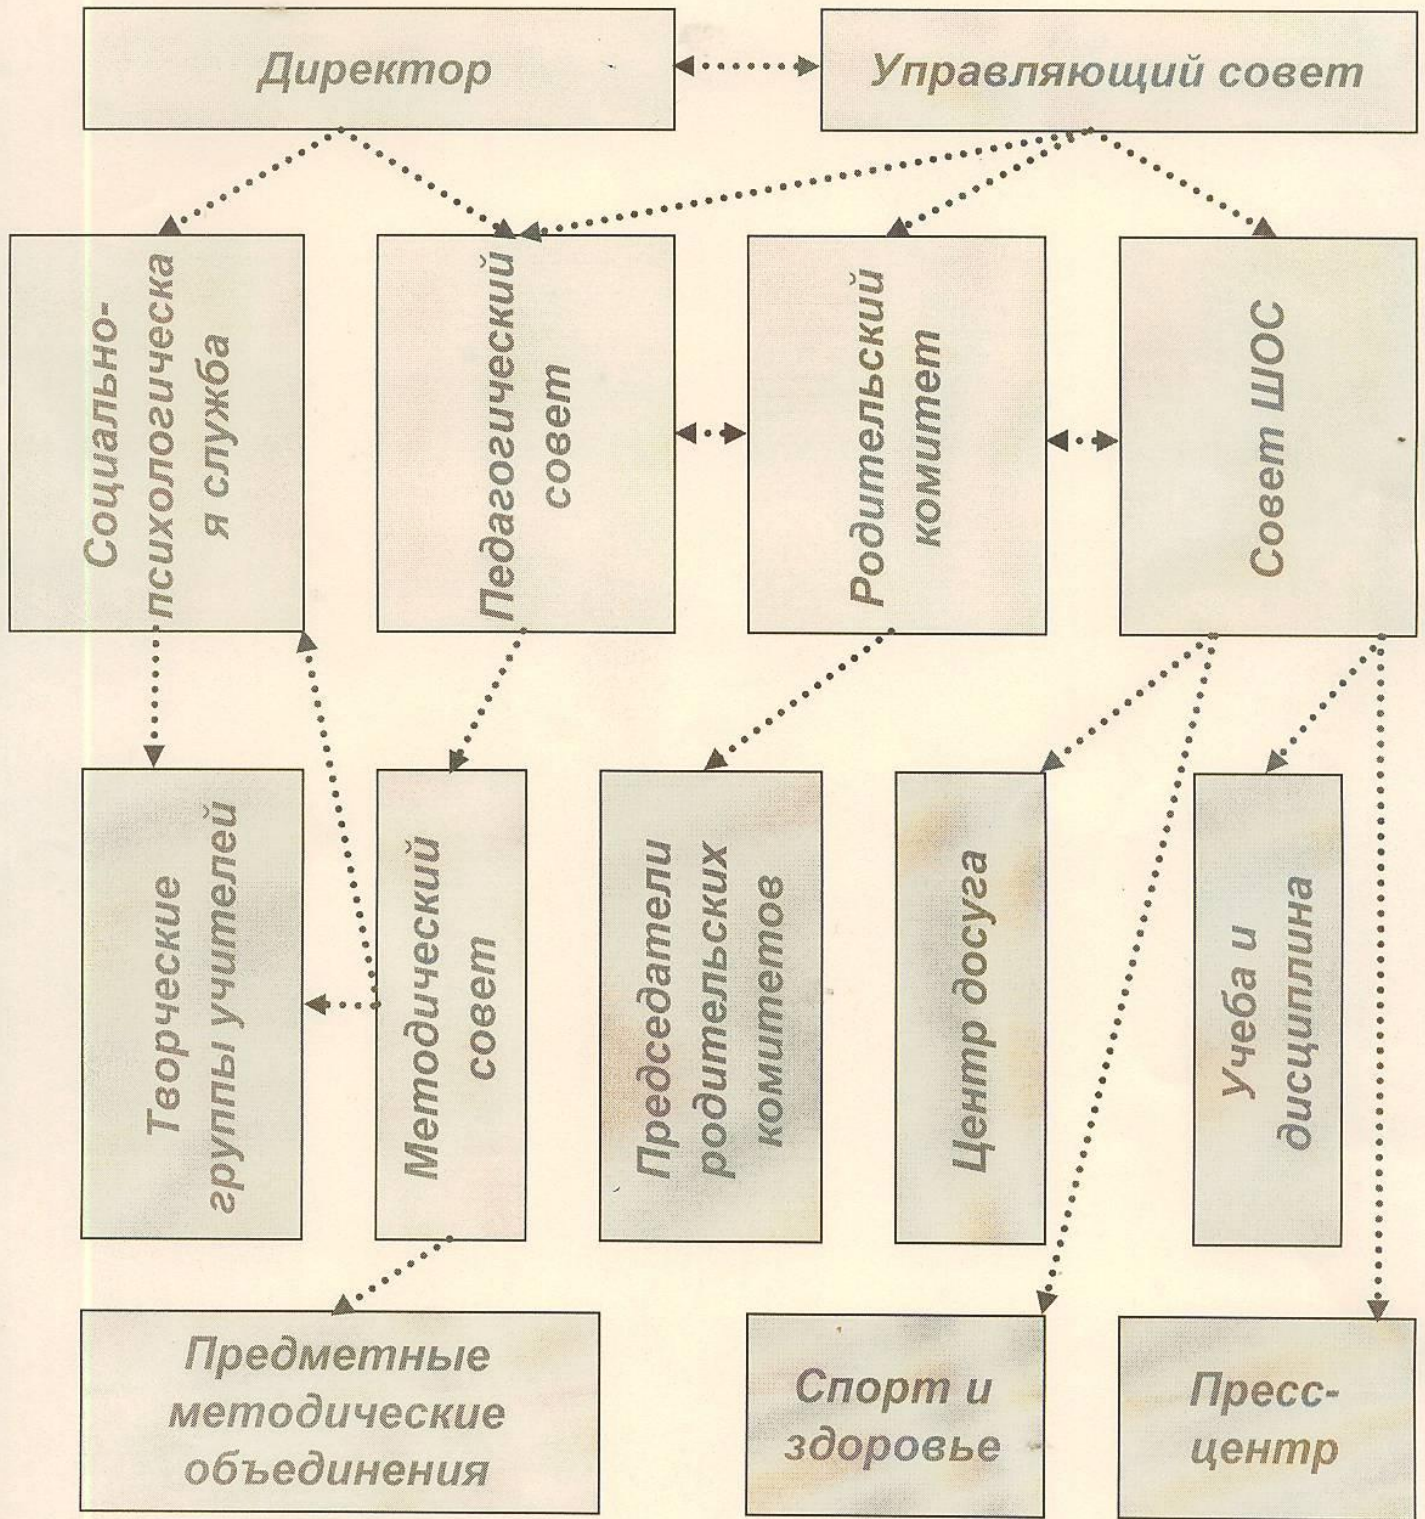 Директор
Управляющий совет
Социально-
психологическа
я служба
Педагогический
совет
Родительский
комитет
Совет ШОС
Творческие
группы учителей
Методический
совет
Председатели
родительских
комитетов
Центр досуга
Учеба и
дисциплина
Предметные
методические
объединения
Спорт и
здоровье
Пресс-
центр